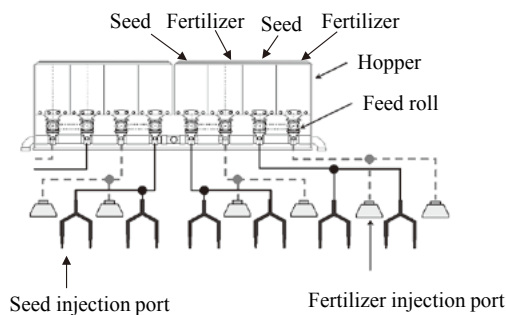 Seed Fertilizer Seed Fertilizer
Hopper
Feed roll
Seed injection port
Fertilizer injection port